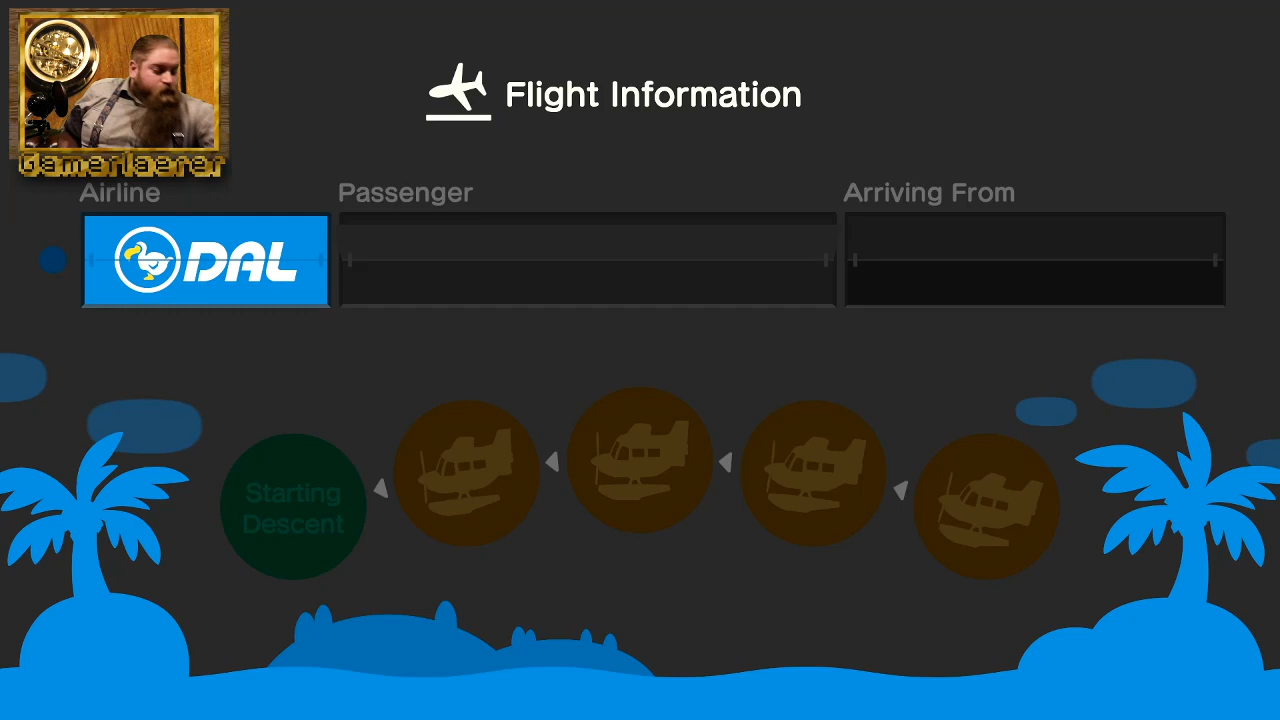 Flight Information
Gamerlaerer
Airline
Passenger
Arriving From
DAL
Starting
Descent